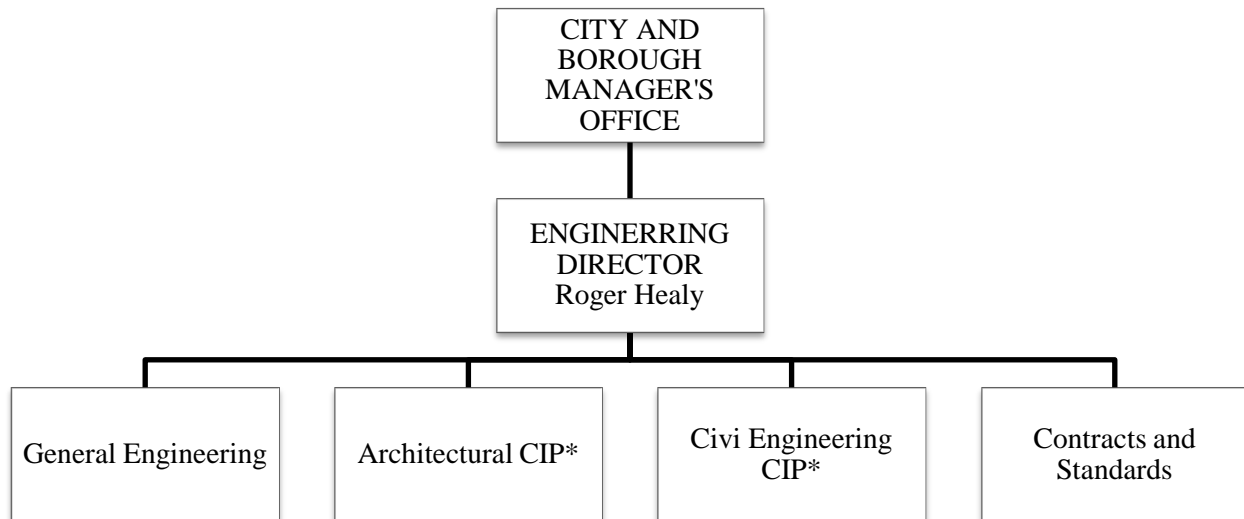 CITY AND
BOROUGH
MANAGER'S
OFFICE
ENGINERRING
DIRECTOR
Roger Healy
General Engineering
Architectural CIP*
Civi Engineering
CIP*
Contracts and
Standards